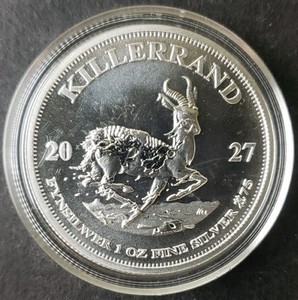 KILLERRAND
20 27
FYNSILWER 1 OZ FINE SILVER